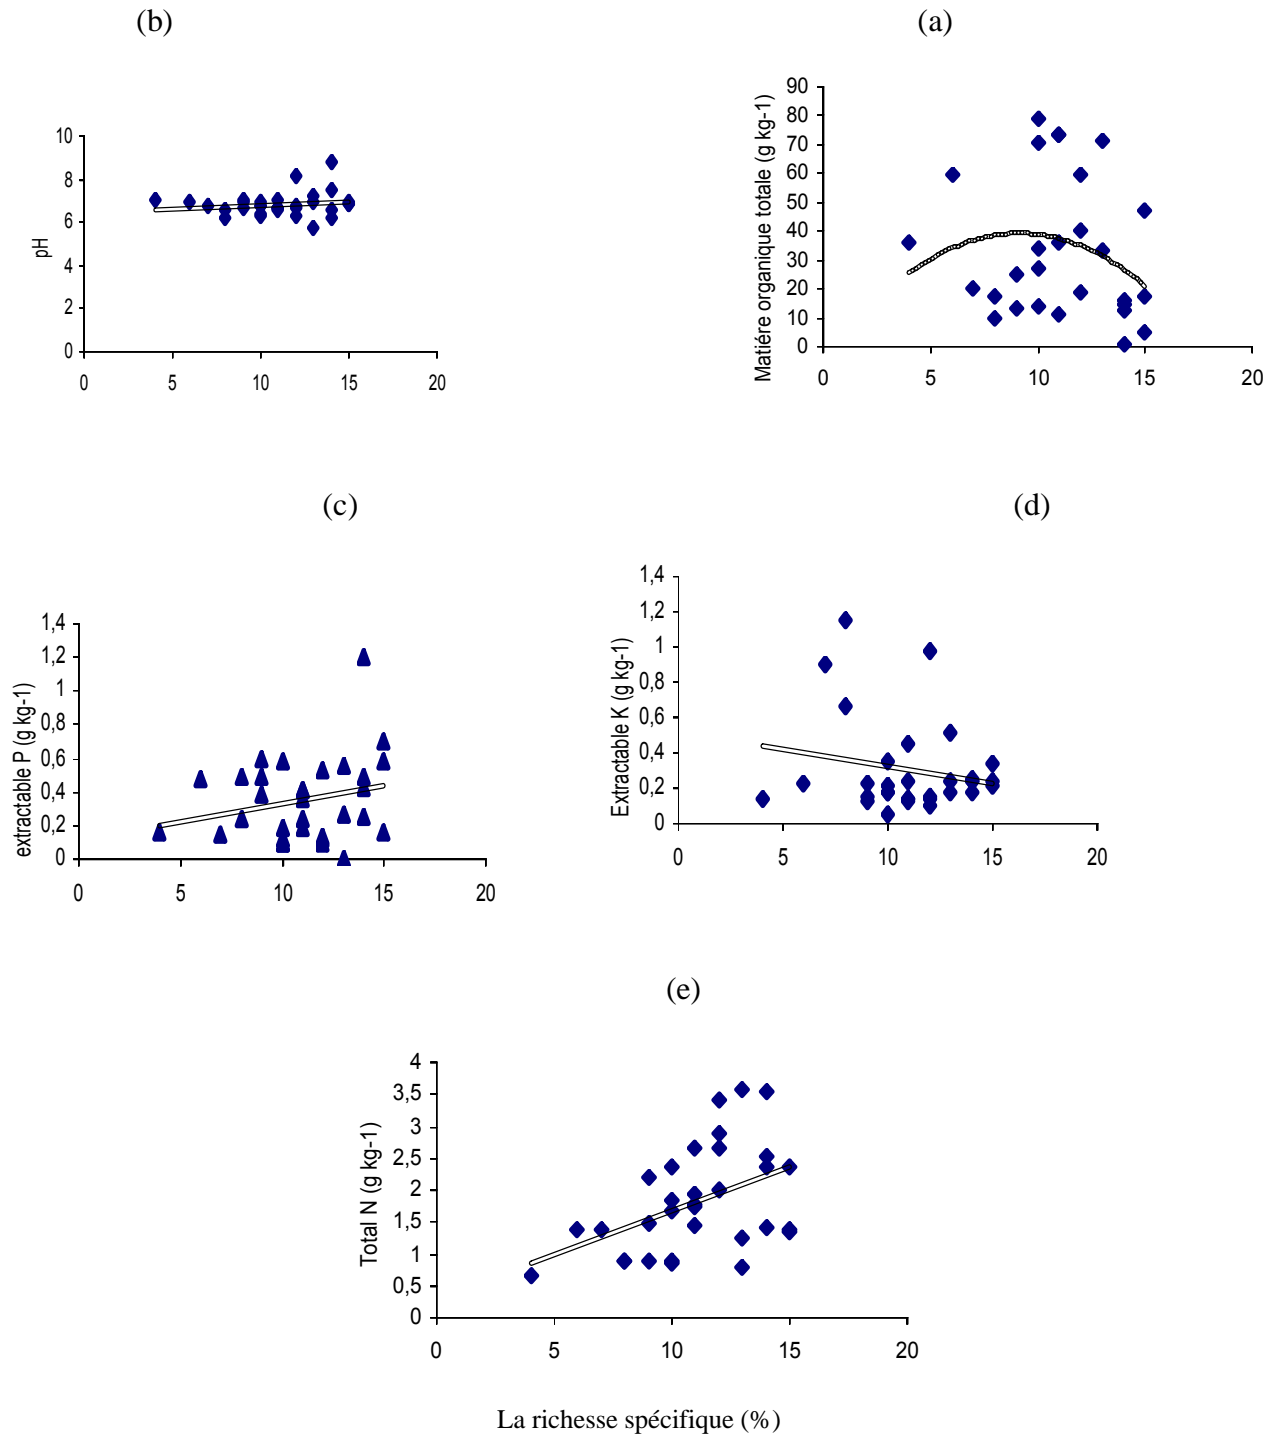 (b)
(a)
pH
10
8
6
4
2
0
0 5 10 15 20
Matiére organique totale (g kg-1)
90
80
70
60
50
40
30
20
10
0
0 5 10 15 20
(c)
(d)
extractable P (g kg-1)
1,4
1,2
1
0,8
0,6
0,4
0,2
0
0 5 10 15 20
Extractable K (g kg-1)
1,4
1,2
1
0,8
0,6
0,4
0,2
0
0 5 10 15 20
(e)
Total N (g kg-1)
4
3,5
3
2,5
2
1,5
1
0,5
0
0 5 10 15 20
La richesse spécifique (%)